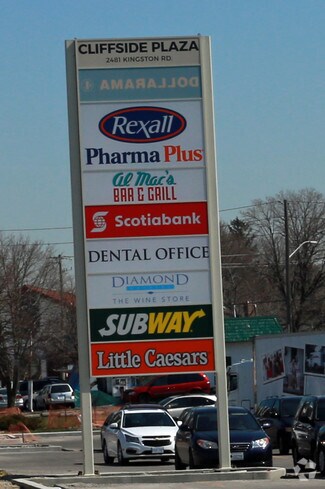 CLIFFSIDE PLAZA
2481 KINGSTON RD.
DOLLARAMA
Rexall
Pharma Plus
Al Mac's
BAR & GRILL
Scotiabank
DENTAL OFFICE
DIAMOND
THE WINE STORE
SUBWAY
Little Caesars